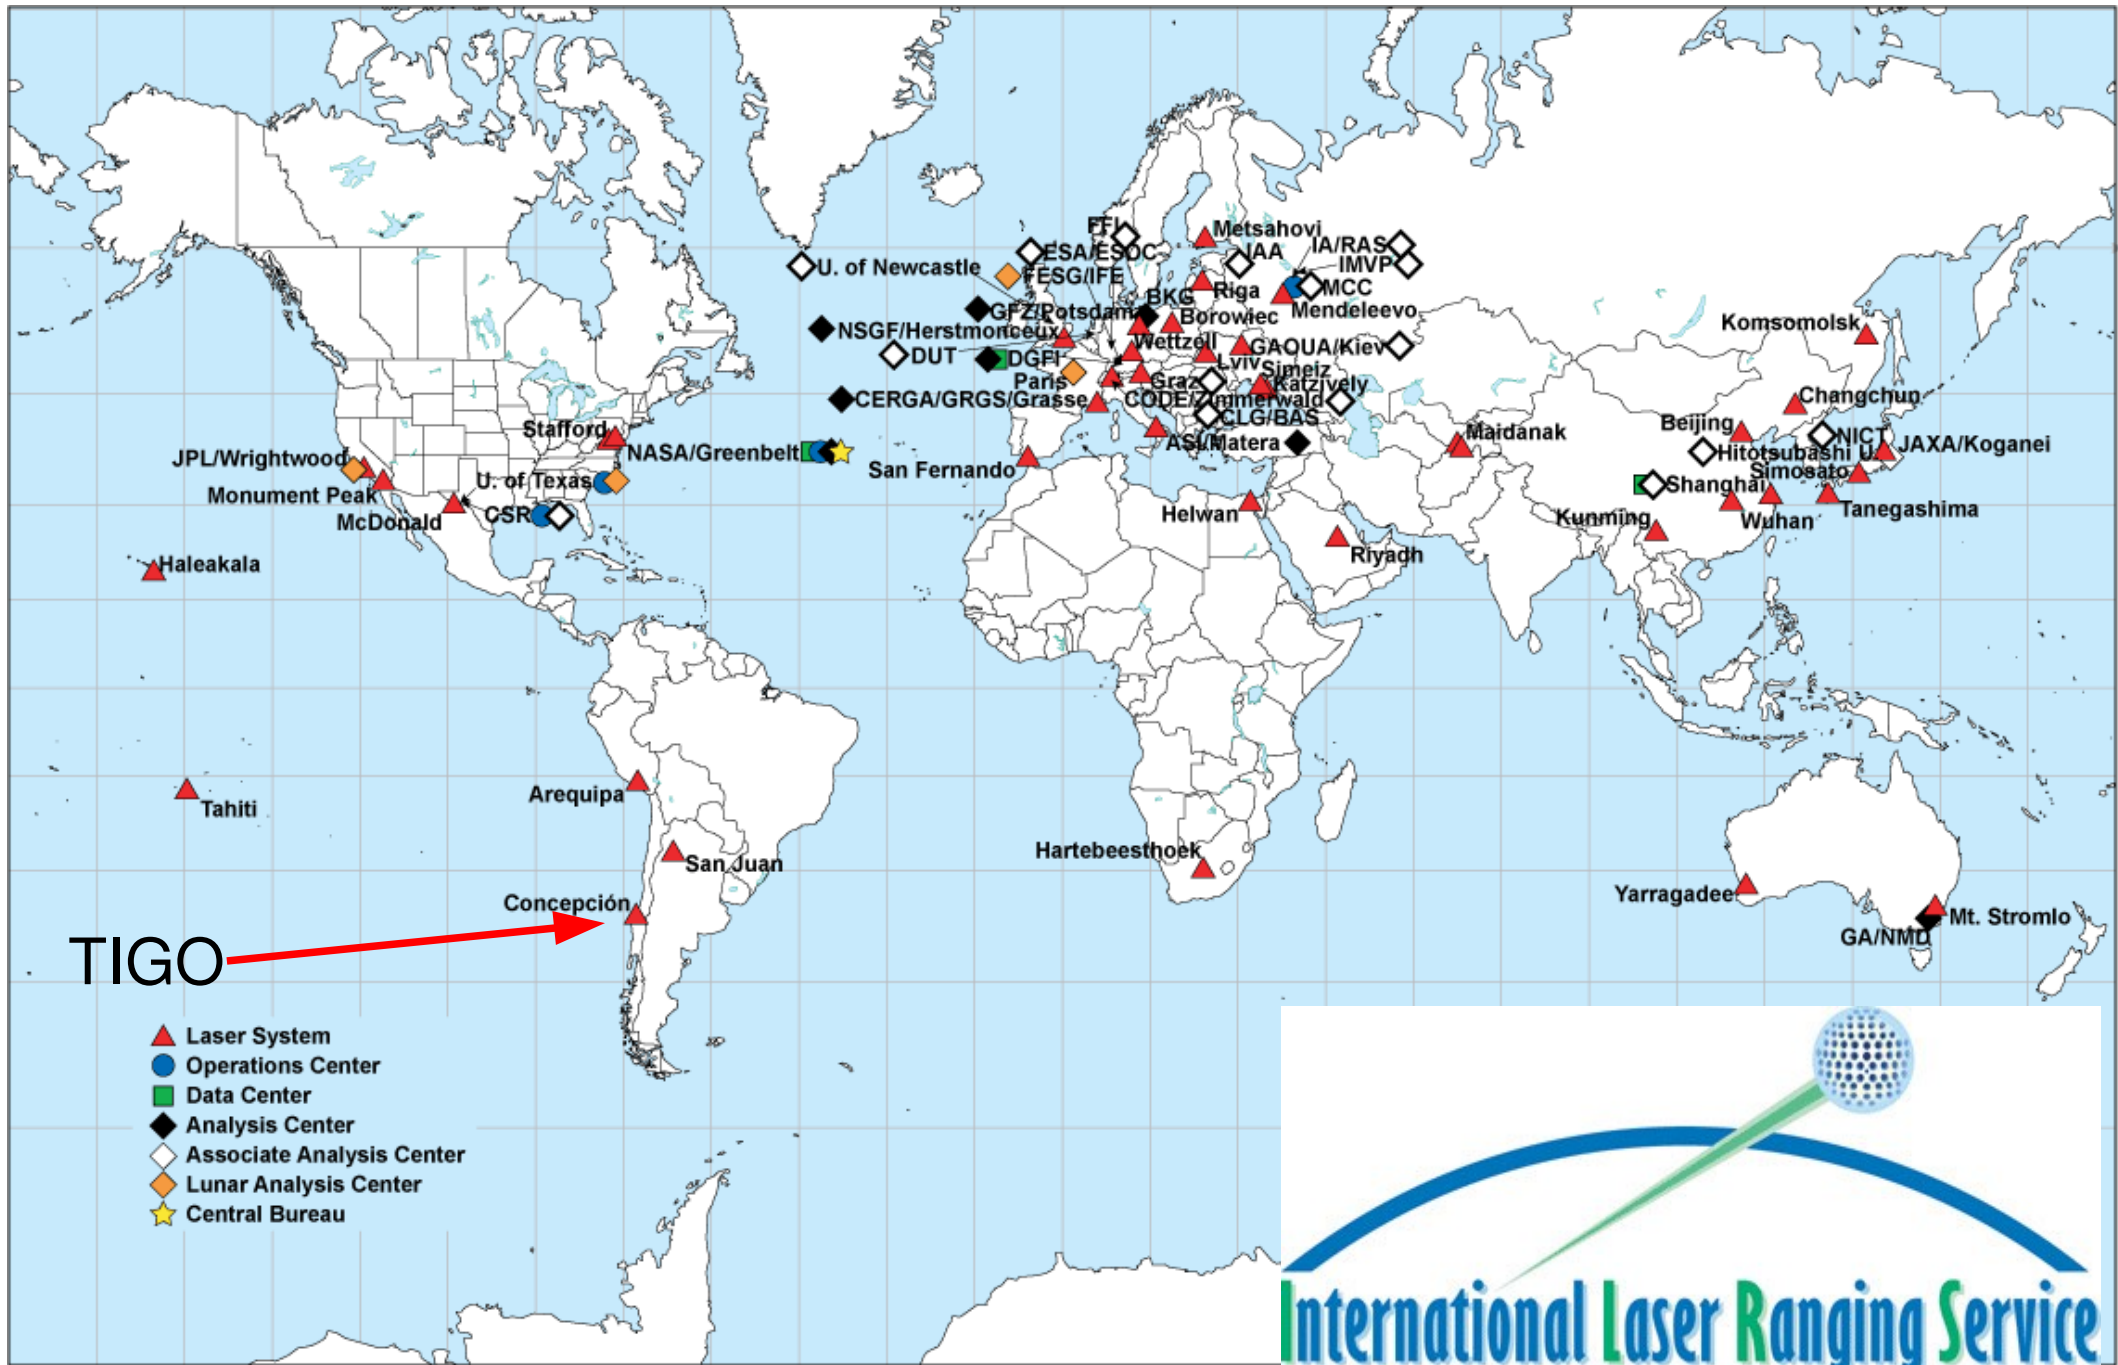 FFI
Metsahovi
ESA/ESOC
IAA
IA/RAS
IMVP
U. of Newcastle
FESG/IFE
MCC
BKG
Riga
GFZ/Potsdam
Borowiec
Mendeleevo
NSGF/Herstmonceux
Komsomolsk
DUT
DGFI
Wettzell
GAOUA/Kiev
Lviv
Simeiz
Paris
Graz
Katzively
CERGA/GRGS/Grasse
CODE/Zimmerwald
Changchun
CLG/BAS
Stafford
NASA/Greenbelt
ASI/Matera
Maidanak
Beijing
NICT
JAXA/Koganei
JPL/Wrightwood
San Fernando
Hitotsubashi U.
Simosato
Monument Peak
U. of Texas
Shanghai
McDonald
CSR
Helwan
Kunming
Wuhan
Tanegashima
Riyadh
Haleakala
Tahiti
Arequipa
San Juan
Hartebeesthoek
Concepción
Yarragadee
Mt. Stromlo
GA/NMD
TIGO
Laser System
Operations Center
Data Center
Analysis Center
Associate Analysis Center
Lunar Analysis Center
Central Bureau
International Laser Ranging Service